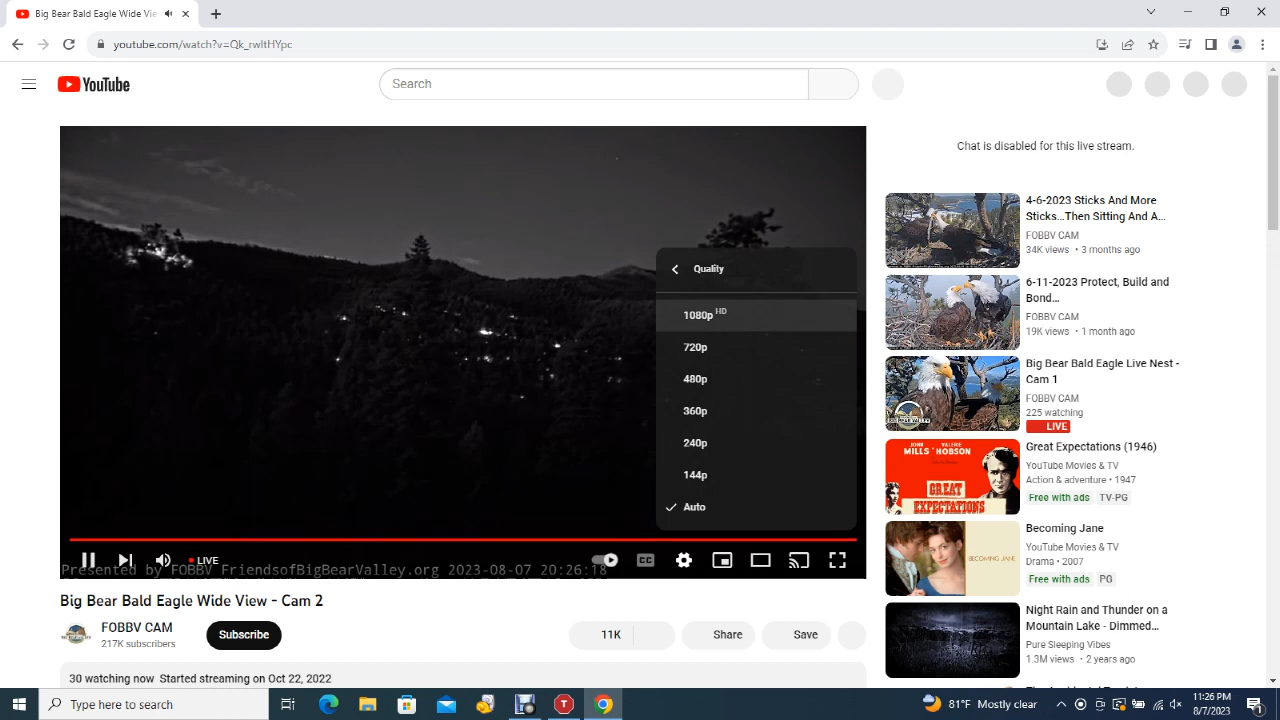 Big Bear Bald Eagle Wide Vie
youtube.com/watch?v=Qk_rwltHYpc
YouTube
Search
Quality
1080p HD
720p
480p
360p
240p
144p
Auto
LIVE
CC
Presented by FOBBV FriendsofBigBearValley.org 2023-08-07 20:26:18
Big Bear Bald Eagle Wide View - Cam 2
FOBBV CAM
217K subscribers
Subscribe
11K
Share
Save
30 watching now Started streaming on Oct 22, 2022
Chat is disabled for this live stream.
4-6-2023 Sticks And More
Sticks...Then Sitting And A...
FOBBV CAM
34K views • 3 months ago
6-11-2023 Protect, Build and
Bond...
FOBBV CAM
19K views • 1 month ago
Big Bear Bald Eagle Live Nest -
Cam 1
FOBBV CAM
225 watching
LIVE
JOHN MILLS • VALERIE HOBSON
GREAT EXPECTATIONS
Great Expectations (1946)
YouTube Movies & TV
Action & adventure • 1947
Free with ads TV-PG
BECOMING JANE
Becoming Jane
YouTube Movies & TV
Drama • 2007
Free with ads PG
Night Rain and Thunder on a
Mountain Lake - Dimmed...
Pure Sleeping Vibes
1.3M views • 2 years ago
Type here to search
81°F Mostly clear
11:26 PM
8/7/2023